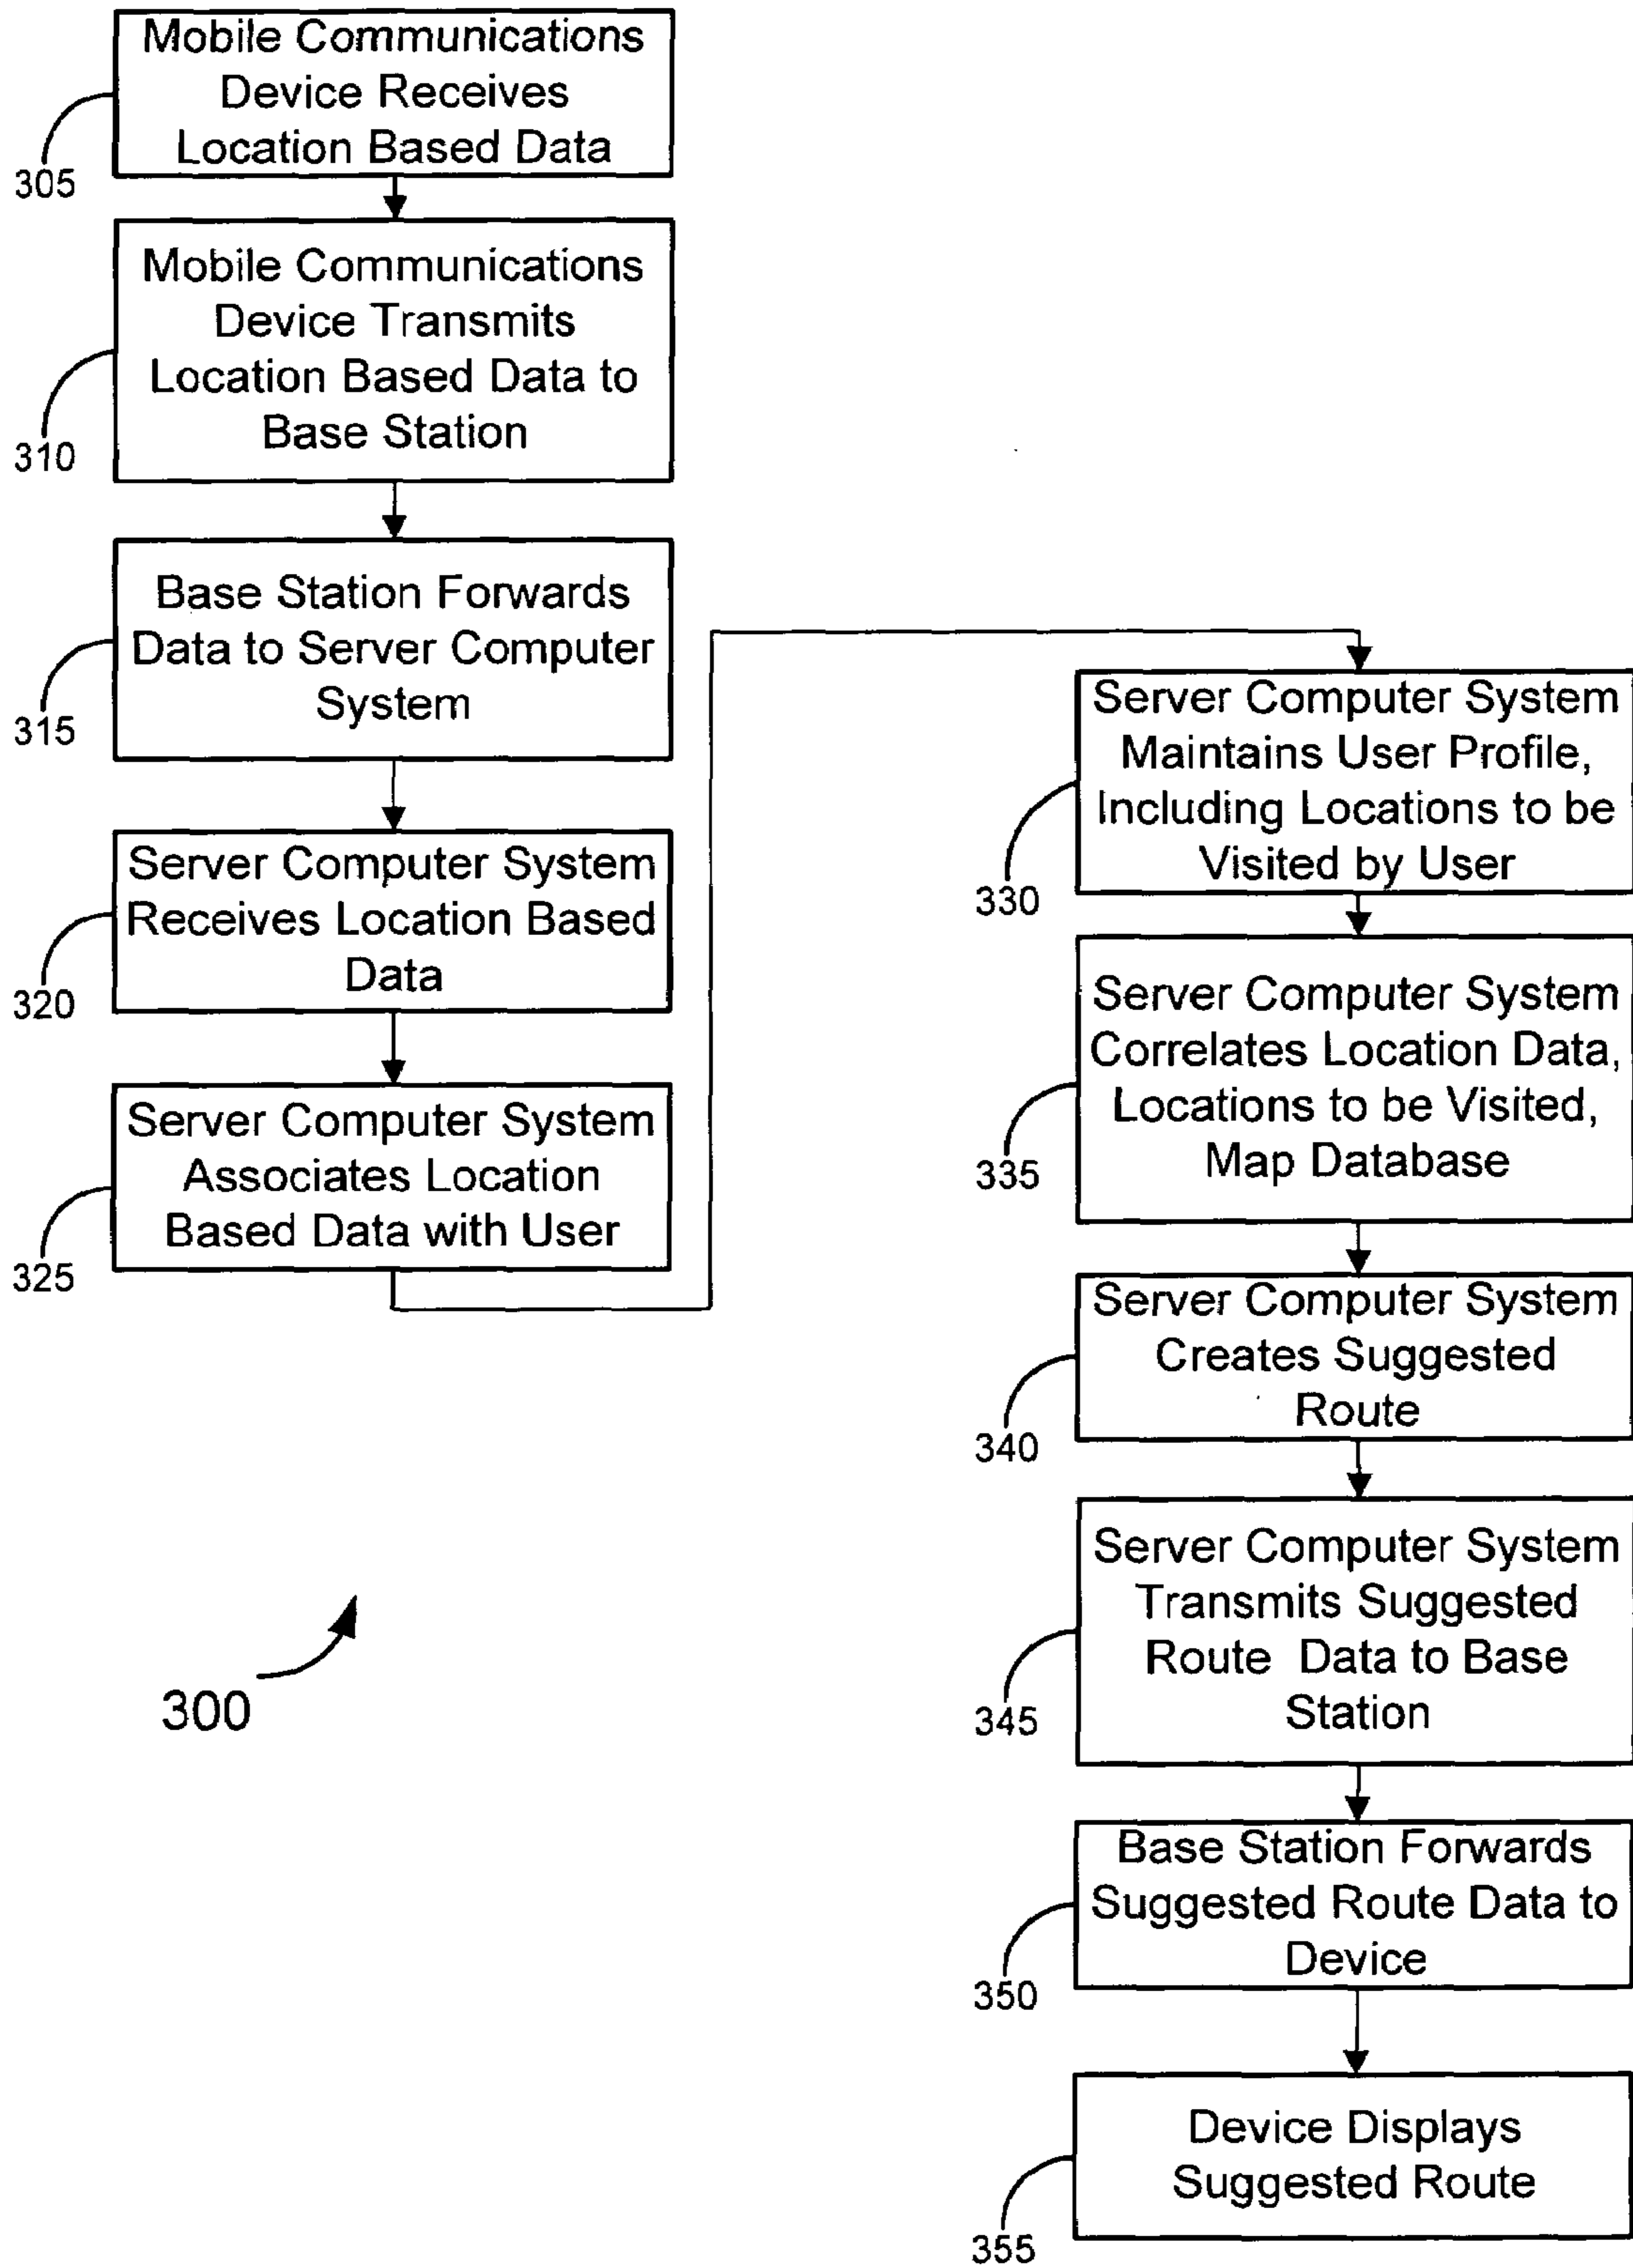 Mobile Communications
Device Receives
Location Based Data
305
Mobile Communications
Device Transmits
Location Based Data to
Base Station
310
Base Station Forwards
Data to Server Computer
System
315
Server Computer System
Receives Location Based
Data
320
Server Computer System
Associates Location
Based Data with User
325
Server Computer System
Maintains User Profile,
Including Locations to be
Visited by User
330
Server Computer System
Correlates Location Data,
Locations to be Visited,
Map Database
335
Server Computer System
Creates Suggested
Route
340
Server Computer System
Transmits Suggested
Route Data to Base
Station
345
Base Station Forwards
Suggested Route Data to
Device
350
Device Displays
Suggested Route
355
300